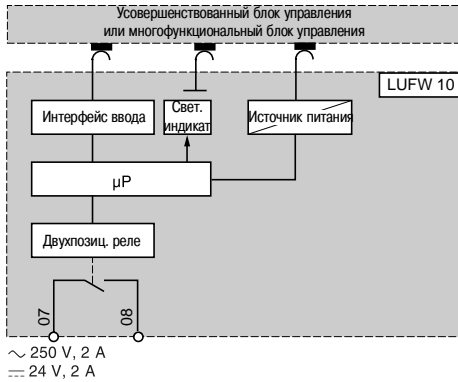 Усовершенствованный блок управления
или многофункциональный блок управления
LUFW 10
Интерфейс ввода
Свет.
индикат
Источник питания
µP
Двухпозиц. реле
07
08
∼ 250 V, 2 A
⎓ 24 V, 2 A